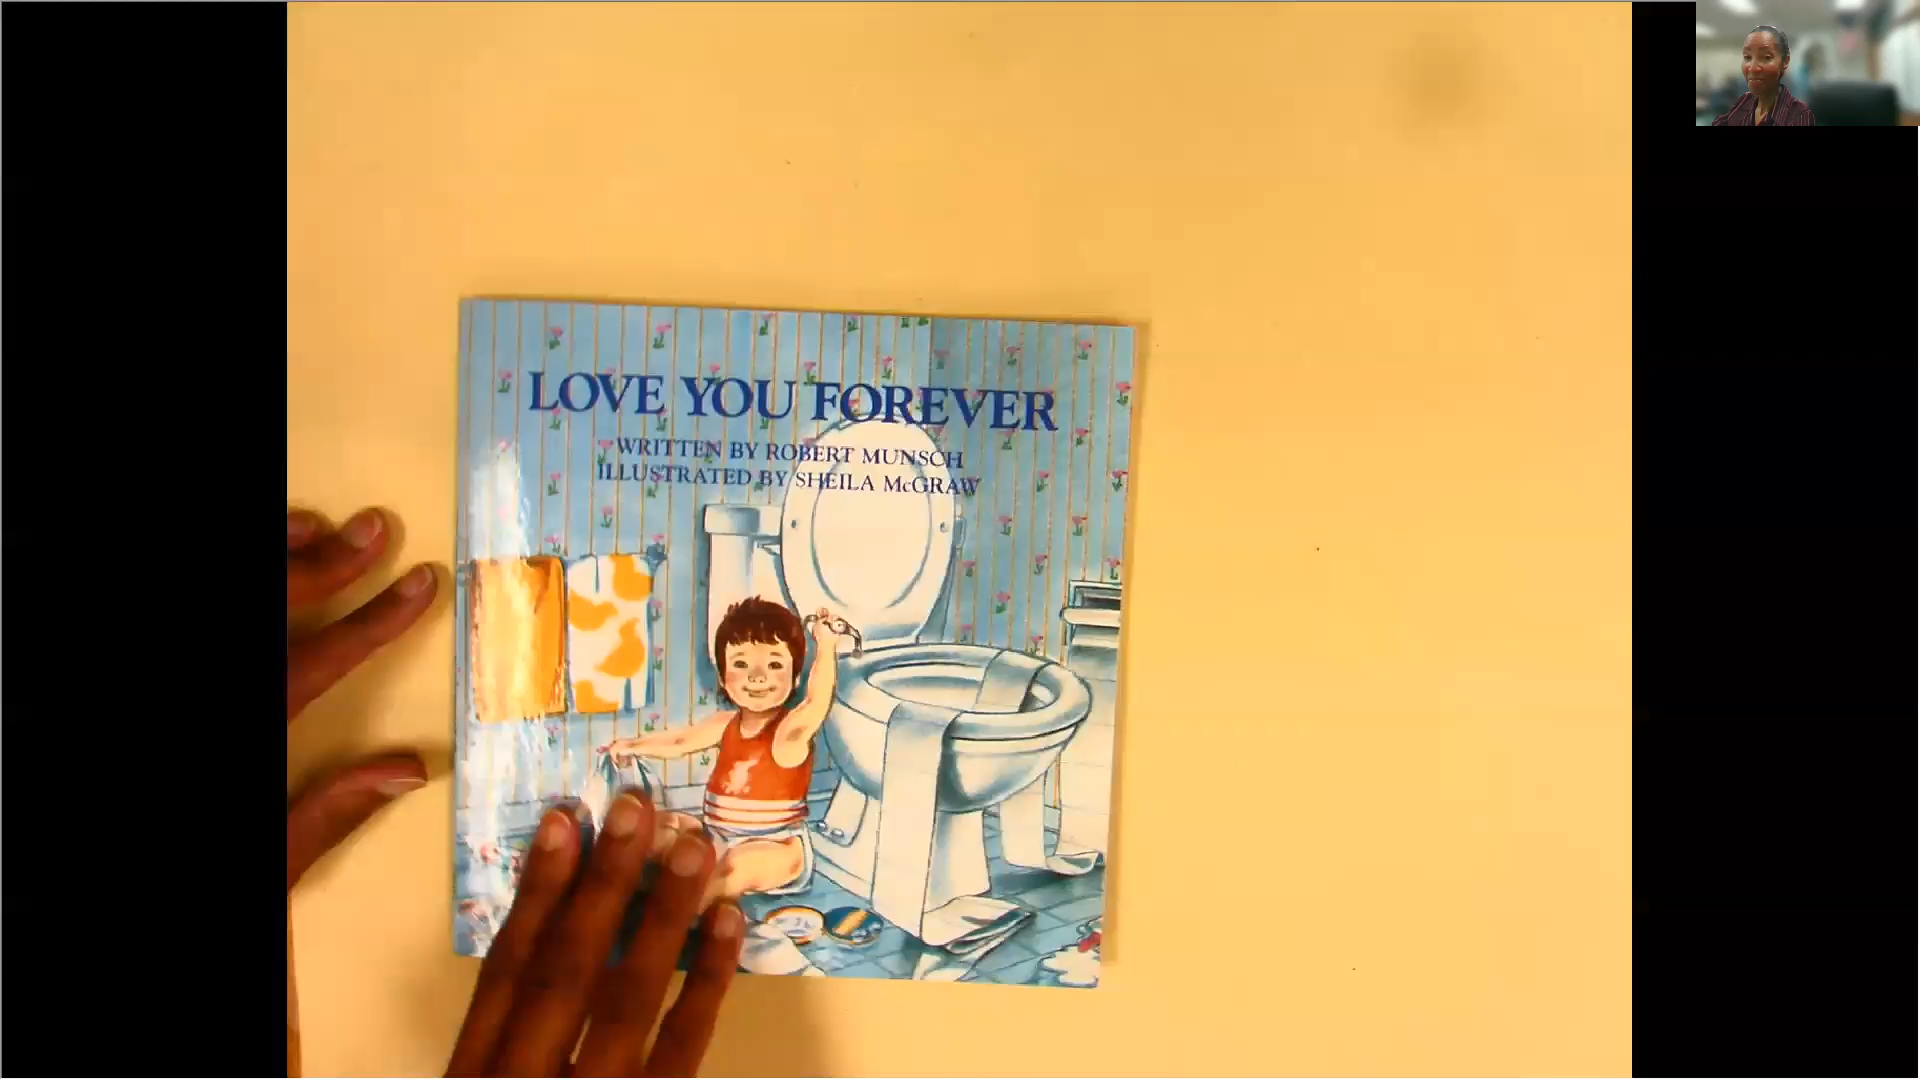 LOVE YOU FOREVER
WRITTEN BY ROBERT MUNSCH
ILLUSTRATED BY SHEILA McGRAW